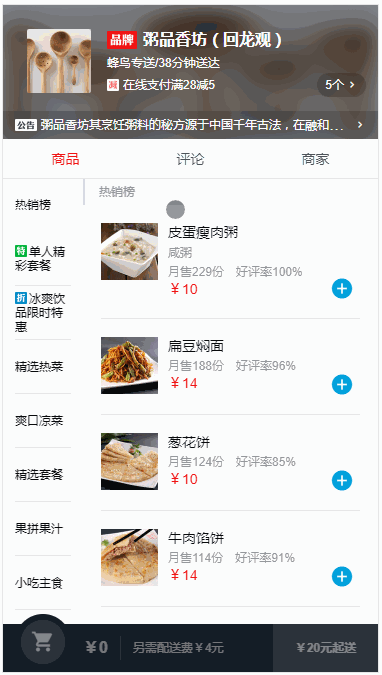 品牌 粥品香坊（回龙观）
蜂鸟专送/38分钟送达
减 在线支付满28减5
5个 >
公告 粥品香坊其烹饪粥料的秘方源于中国千年古法，在融和... >
商品 评论 商家
热销榜
特 单人精
彩套餐
折 冰爽饮
品限时特
惠
精选热菜
爽口凉菜
精选套餐
果拼果汁
小吃主食
热销榜
皮蛋瘦肉粥
咸粥
月售229份 好评率100%
￥10
扁豆焖面
月售188份 好评率96%
￥14
葱花饼
月售124份 好评率85%
￥10
牛肉馅饼
月售114份 好评率91%
￥14
￥0 另需配送费￥4元 ￥20元起送